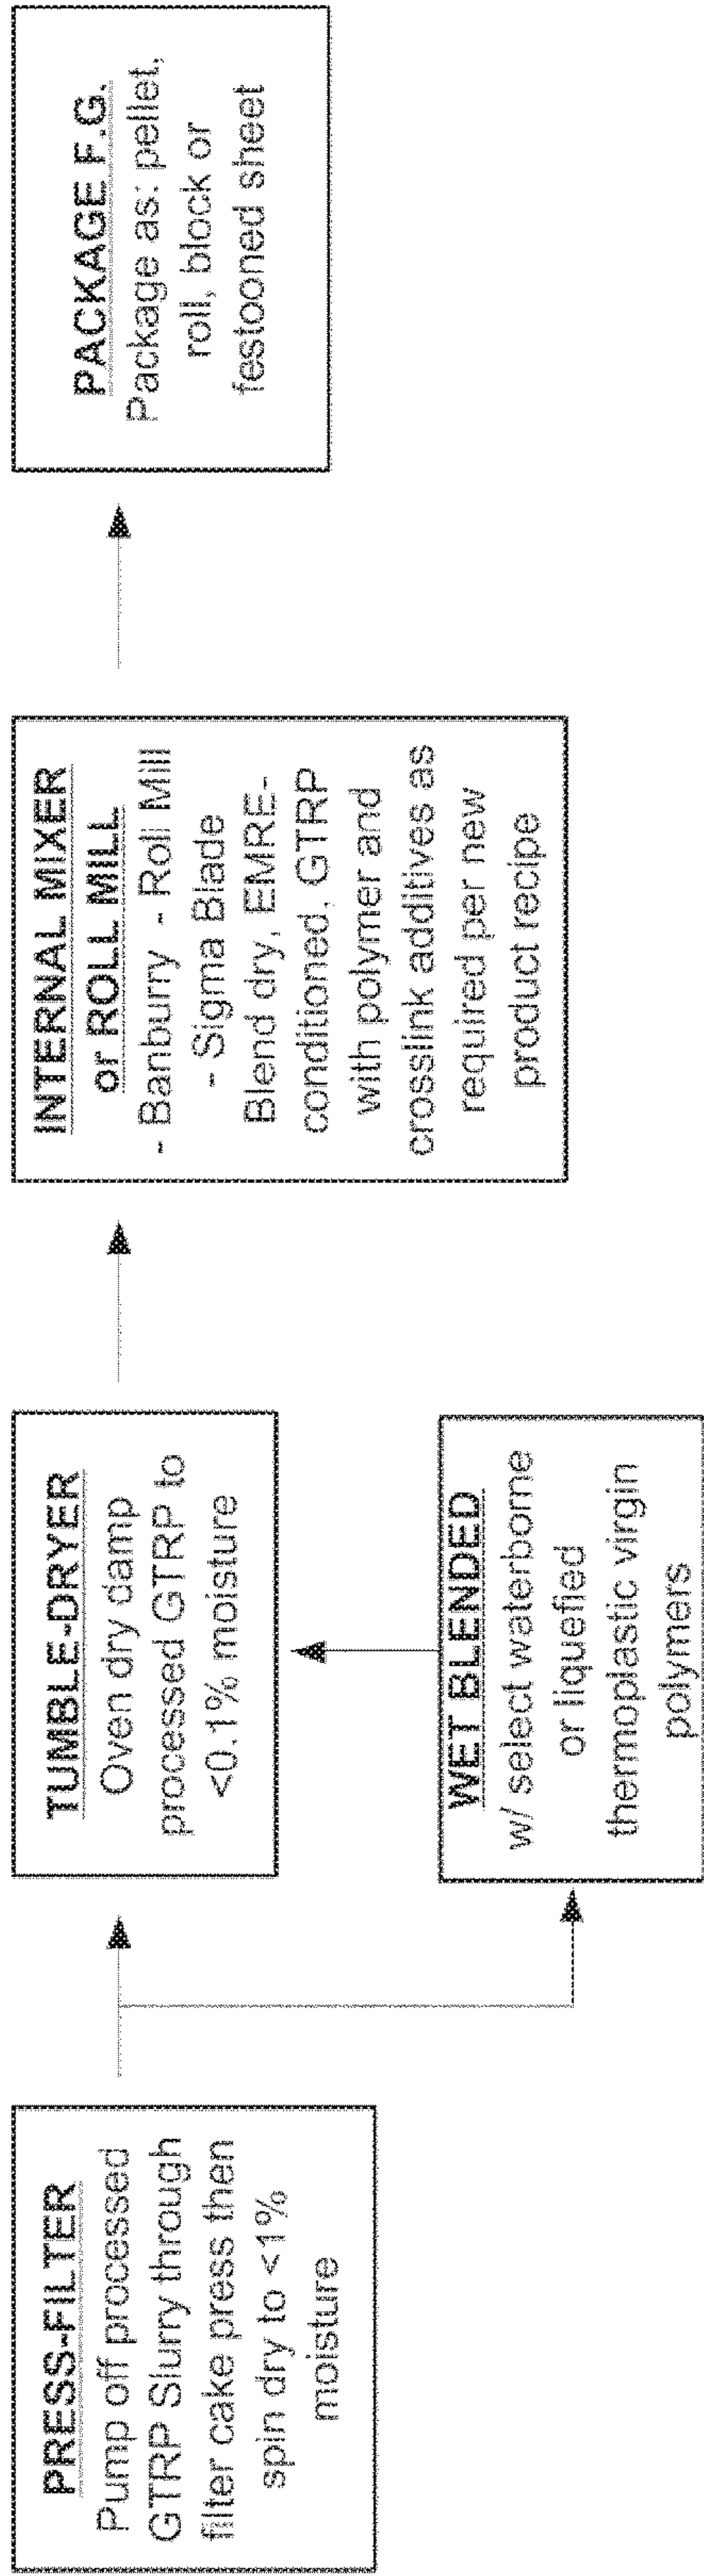 PRESS-FILTER
Pump off processed
GTRP Slurry through
filter cake press then
spin dry to <1%
moisture
TUMBLE-DRYER
Oven dry damp
processed GTRP to
<0.1% moisture
WET BLENDED
w/ select waterborne
or liquefied
thermoplastic virgin
polymers
INTERNAL MIXER
or ROLL MILL
- Banburry - Roll Mill
- Sigma Blade
Blend dry, EMRE-
conditioned, GTRP
with polymer and
crosslink additives as
required per new
product recipe
PACKAGE F.G.
Package as: pellet,
roll, block or
festooned sheet